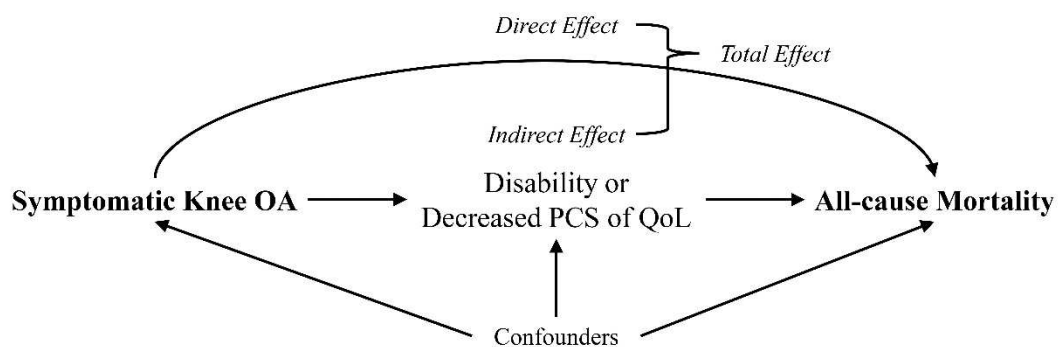 Direct Effect
Total Effect
Indirect Effect
Symptomatic Knee OA
Disability or
Decreased PCS of QoL
All-cause Mortality
Confounders